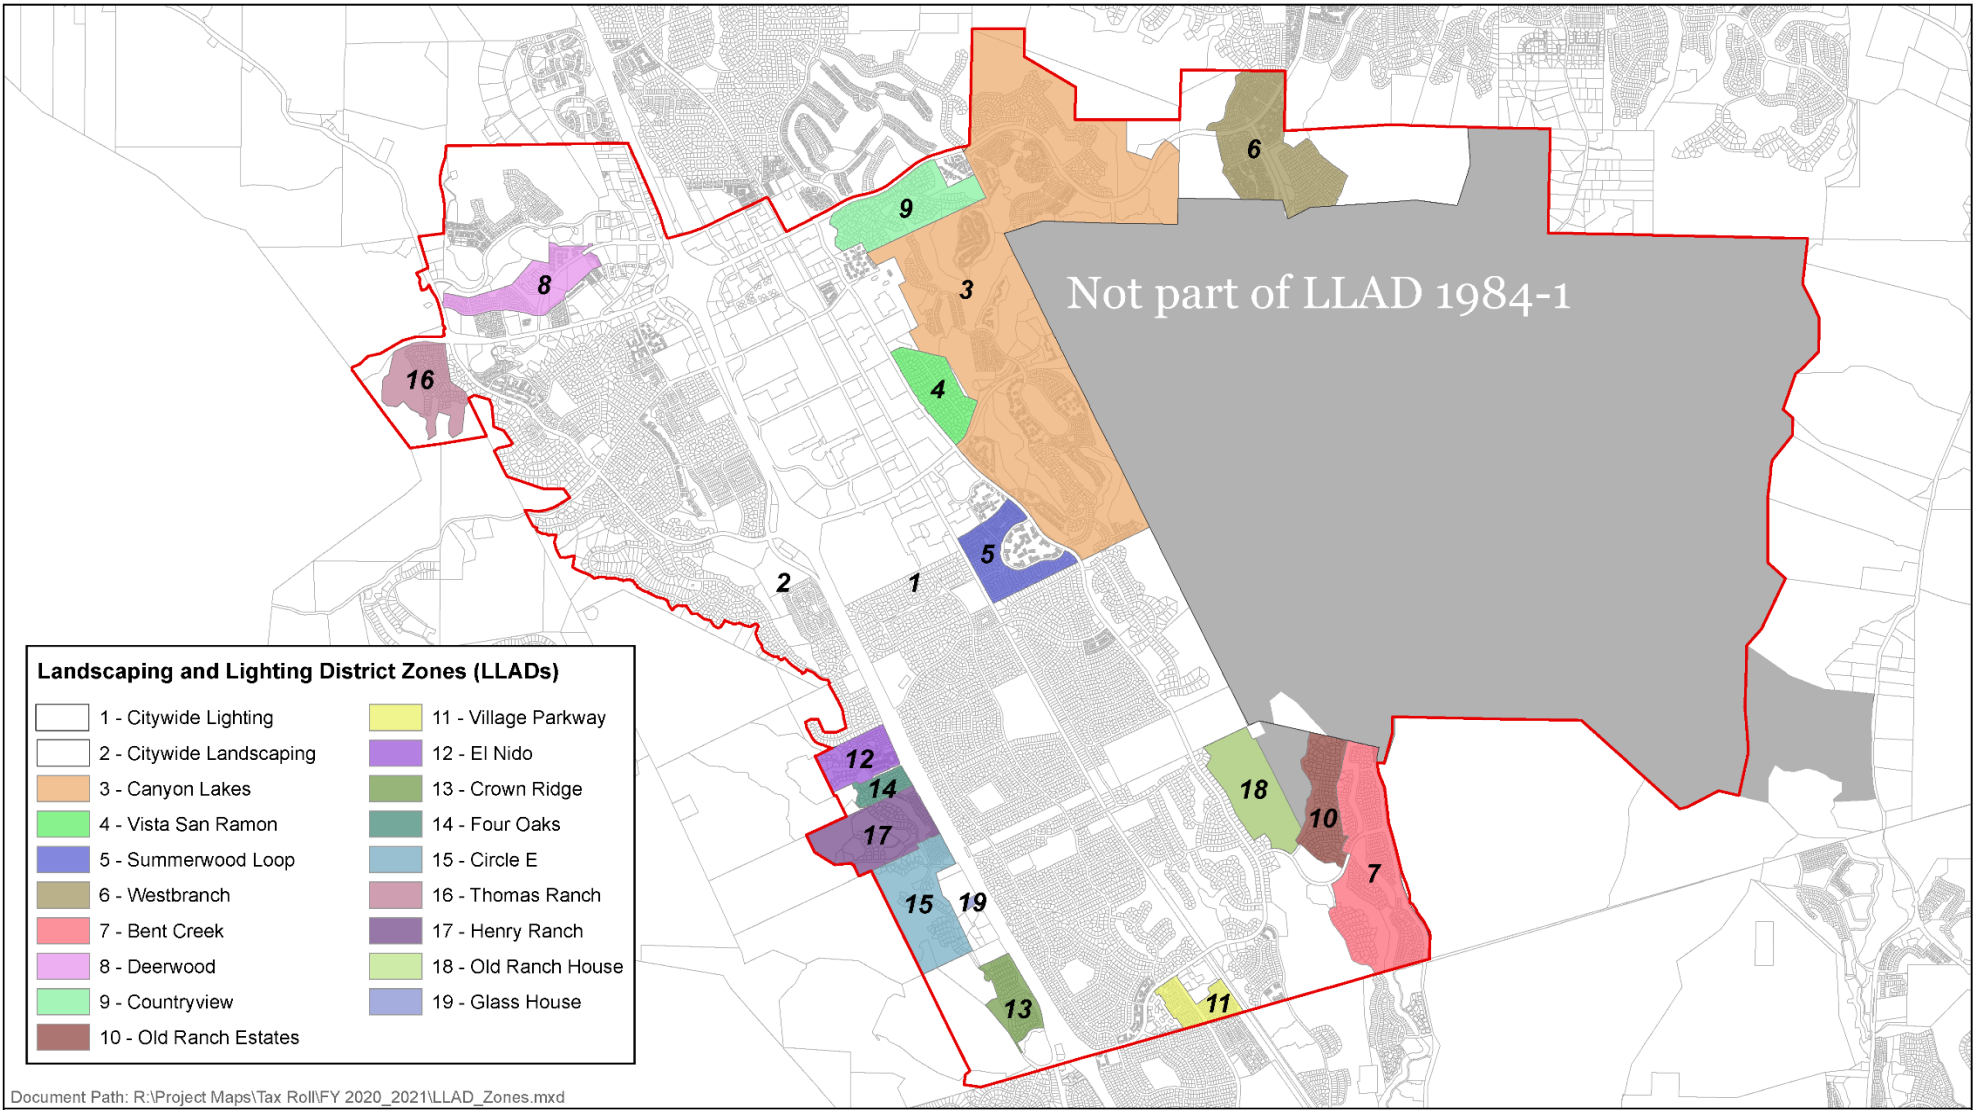 6
9
Not part of LLAD 1984-1
8
3
16
4
5
2
1
Landscaping and Lighting District Zones (LLADs)
1 - Citywide Lighting
2 - Citywide Landscaping
3 - Canyon Lakes
4 - Vista San Ramon
5 - Summerwood Loop
6 - Westbranch
7 - Bent Creek
8 - Deerwood
9 - Countryview
10 - Old Ranch Estates
11 - Village Parkway
12 - El Nido
13 - Crown Ridge
14 - Four Oaks
15 - Circle E
16 - Thomas Ranch
17 - Henry Ranch
18 - Old Ranch House
19 - Glass House
12
14
18
10
17
7
15
19
13
11
Document Path: R:\Project Maps\Tax Roll\FY 2020_2021\LLAD_Zones.mxd